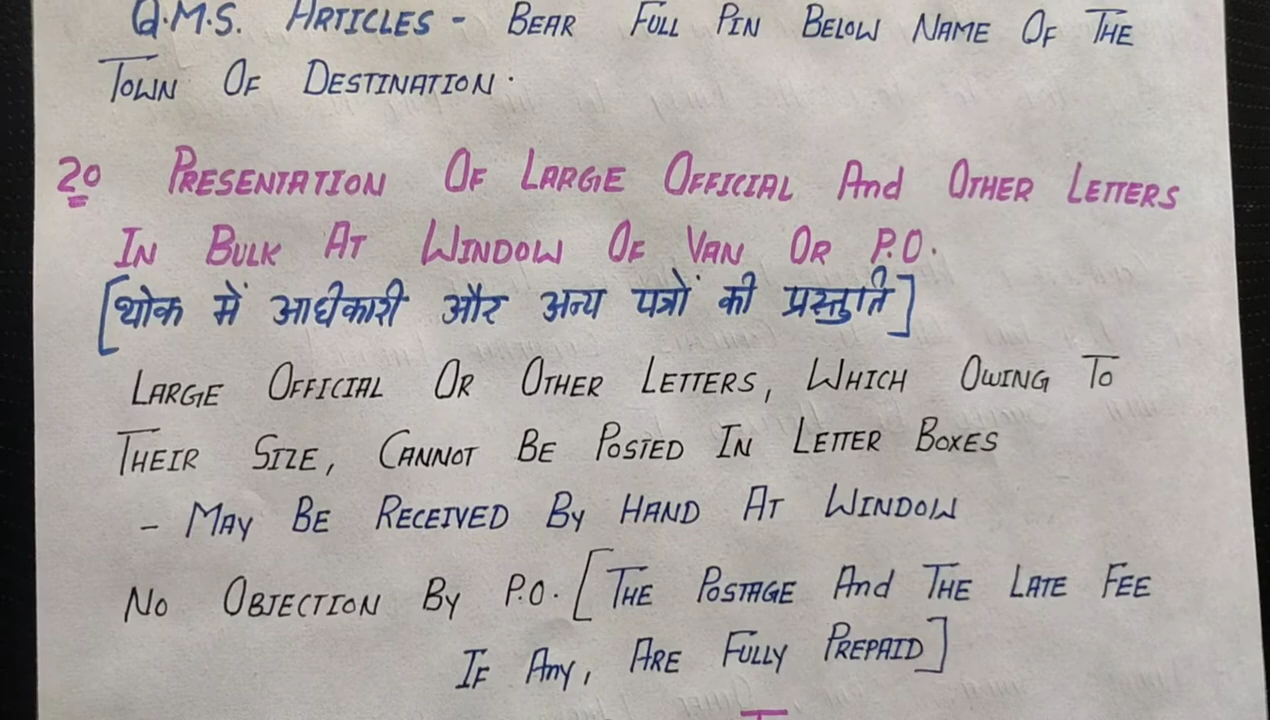 Q.M.S. ARTICLES - BEAR FULL PIN BELOW NAME OF THE
TOWN OF DESTINATION.
20 PRESENTATION OF LARGE OFFICIAL And OTHER LETTERS
IN BULK AT WINDOW OF VAN OR P.O.
[थोक में आधीकारी और अन्य पत्रों की प्रस्तुति]
LARGE OFFICIAL OR OTHER LETTERS, WHICH OWING TO
THEIR SIZE, CANNOT BE POSTED IN LETTER BOXES
- MAY BE RECEIVED By HAND AT WINDOW
NO OBJECTION By P.O. [THE POSTAGE And THE LATE FEE
IF Any, ARE FULLY PREPAID]